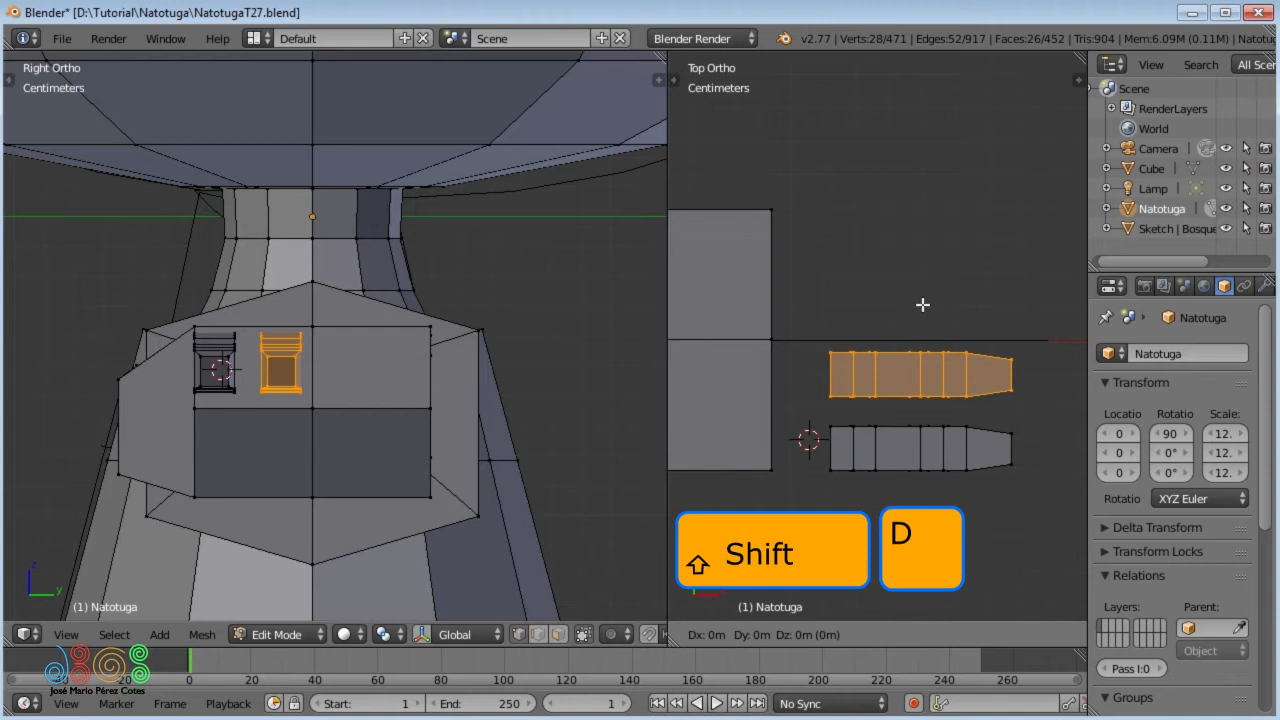 Blender* [D:\Tutorial\Natotuga\NatotugaT27.blend]
File Render Window Help Default Scene Blender Render v2.77 | Verts:28/471 | Edges:52/917 | Faces:26/452 | Tris:904 | Mem:6.09M (0.11M) | Natotu
Right Ortho
Centimeters
Top Ortho
Centimeters
View Search All Sce
Scene
RenderLayers
World
Camera
Cube
Lamp
Natotuga
Sketch | Bosque
Natotuga
Natotuga
Transform
Locatio Rotatio Scale:
0 90 12.
0 0° 12.
0 0° 12.
Rotatio XYZ Euler
Delta Transform
Transform Locks
Relations
Layers: Parent:
Object
Pass I:0
Groups
Shift D
z
y
(1) Natotuga
(1) Natotuga
View Select Add Mesh Edit Mode Global
Dx: 0m Dy: 0m Dz: 0m (0m)
0 20 40 60 80 100 120 140 160 180 200 220 240 260
José Mario Pérez Cotes
View Marker Frame Playback Start: 1 End: 250 1 No Sync